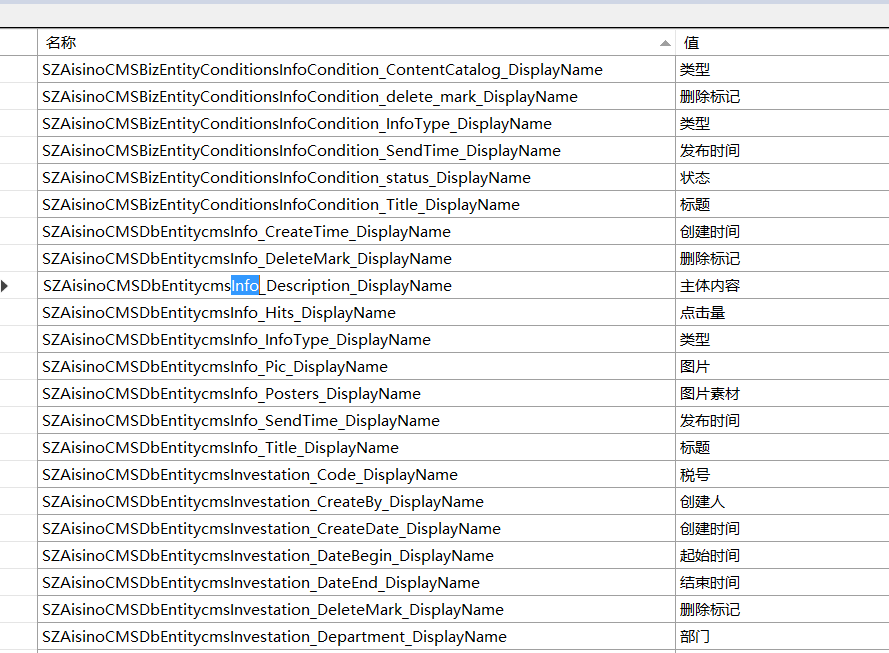 名称 值
SZAisinoCMSBizEntityConditionsInfoCondition_ContentCatalog_DisplayName 类型
SZAisinoCMSBizEntityConditionsInfoCondition_delete_mark_DisplayName 删除标记
SZAisinoCMSBizEntityConditionsInfoCondition_InfoType_DisplayName 类型
SZAisinoCMSBizEntityConditionsInfoCondition_SendTime_DisplayName 发布时间
SZAisinoCMSBizEntityConditionsInfoCondition_status_DisplayName 状态
SZAisinoCMSBizEntityConditionsInfoCondition_Title_DisplayName 标题
SZAisinoCMSDbEntitycmsInfo_CreateTime_DisplayName 创建时间
SZAisinoCMSDbEntitycmsInfo_DeleteMark_DisplayName 删除标记
SZAisinoCMSDbEntitycmsInfo_Description_DisplayName 主体内容
SZAisinoCMSDbEntitycmsInfo_Hits_DisplayName 点击量
SZAisinoCMSDbEntitycmsInfo_InfoType_DisplayName 类型
SZAisinoCMSDbEntitycmsInfo_Pic_DisplayName 图片
SZAisinoCMSDbEntitycmsInfo_Posters_DisplayName 图片素材
SZAisinoCMSDbEntitycmsInfo_SendTime_DisplayName 发布时间
SZAisinoCMSDbEntitycmsInfo_Title_DisplayName 标题
SZAisinoCMSDbEntitycmsInvestation_Code_DisplayName 税号
SZAisinoCMSDbEntitycmsInvestation_CreateBy_DisplayName 创建人
SZAisinoCMSDbEntitycmsInvestation_CreateDate_DisplayName 创建时间
SZAisinoCMSDbEntitycmsInvestation_DateBegin_DisplayName 起始时间
SZAisinoCMSDbEntitycmsInvestation_DateEnd_DisplayName 结束时间
SZAisinoCMSDbEntitycmsInvestation_DeleteMark_DisplayName 删除标记
SZAisinoCMSDbEntitycmsInvestation_Department_DisplayName 部门